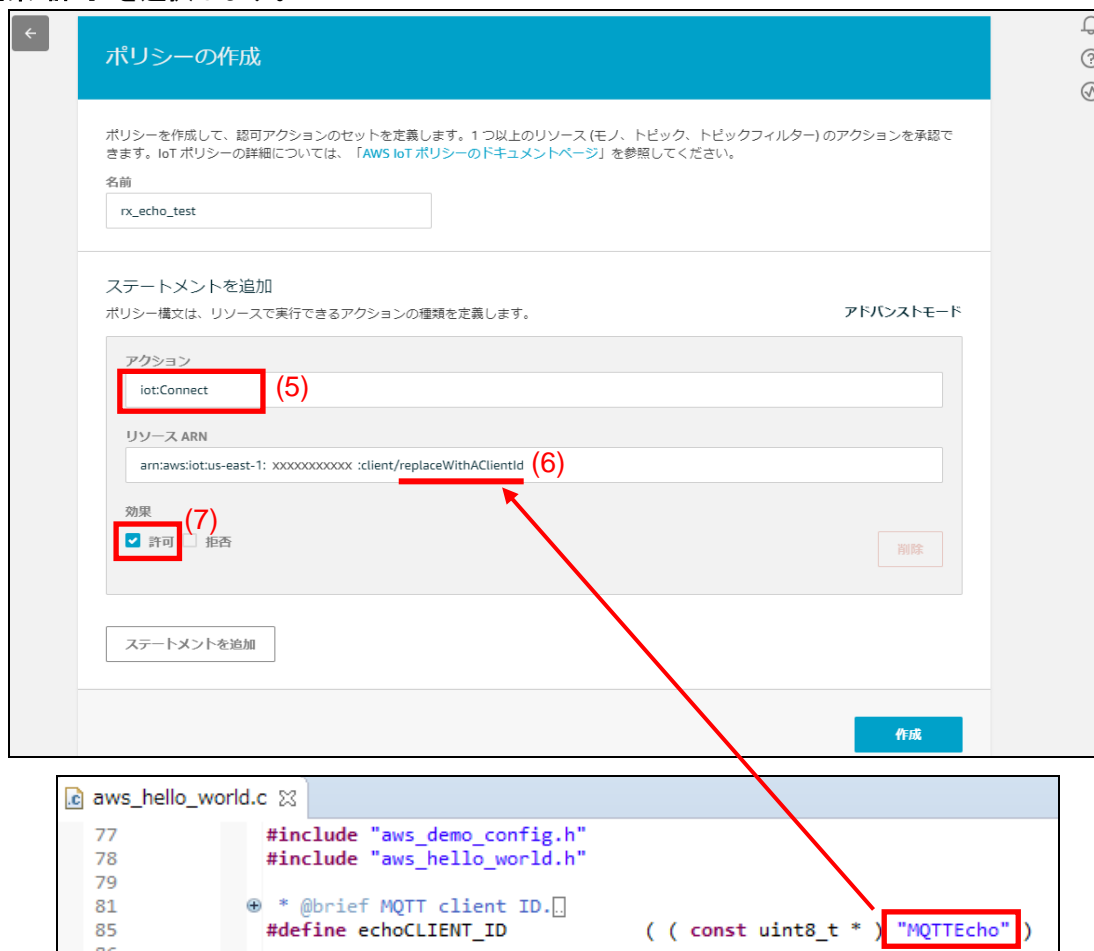 ポリシーの作成
ポリシーを作成して、認可アクションのセットを定義します。1 つ以上のリソース (モノ、トピック、トピックフィルター) のアクションを承認で
きます。IoT ポリシーの詳細については、「AWS IoT ポリシーのドキュメントページ」を参照してください。
名前
rx_echo_test
ステートメントを追加
ポリシー構文は、リソースで実行できるアクションの種類を定義します。
アドバンストモード
アクション
iot:Connect
(5)
リソース ARN
arn:aws:iot:us-east-1: xxxxxxxxxxx :client/replaceWithAClientId
(6)
効果
(7)
許可 拒否
削除
ステートメントを追加
作成
aws_hello_world.c
77 #include "aws_demo_config.h"
78 #include "aws_hello_world.h"
79
81 * @brief MQTT client ID.
85 #define echoCLIENT_ID ( ( const uint8_t * ) "MQTTEcho" )